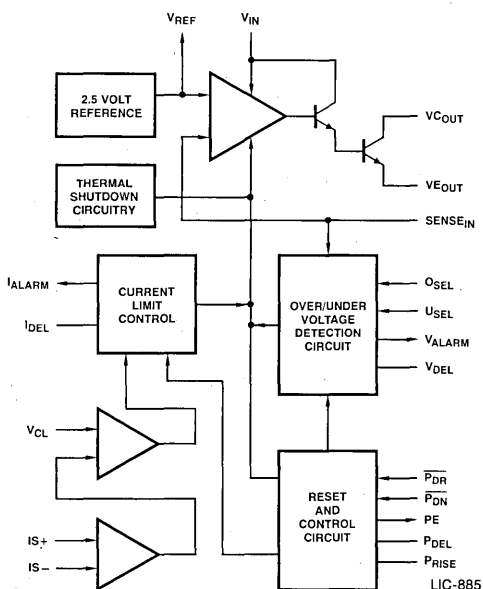 VREF
VIN
2.5 VOLT
REFERENCE
VCOUT
VEOUT
THERMAL
SHUTDOWN
CIRCUITRY
SENSEIN
IALARM
IDEL
CURRENT
LIMIT
CONTROL
OVER/UNDER
VOLTAGE
DETECTION
CIRCUIT
OSEL
USEL
VALARM
VDEL
VCL
IS+
IS−
RESET
AND
CONTROL
CIRCUIT
PDR
PDN
PE
PDEL
PRISE
LIC-885